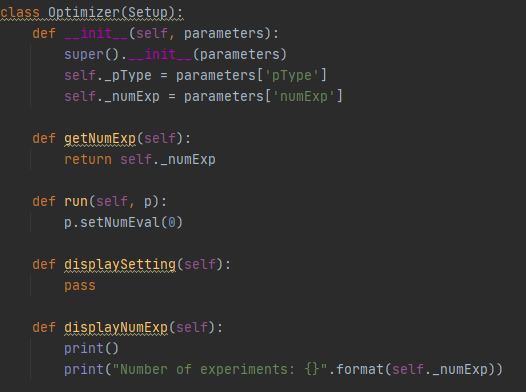 class Optimizer(Setup):
    def __init__(self, parameters):
        super().__init__(parameters)
        self._pType = parameters['pType']
        self._numExp = parameters['numExp']

    def getNumExp(self):
        return self._numExp

    def run(self, p):
        p.setNumEval(0)

    def displaySetting(self):
        pass

    def displayNumExp(self):
        print()
        print("Number of experiments: {}".format(self._numExp))